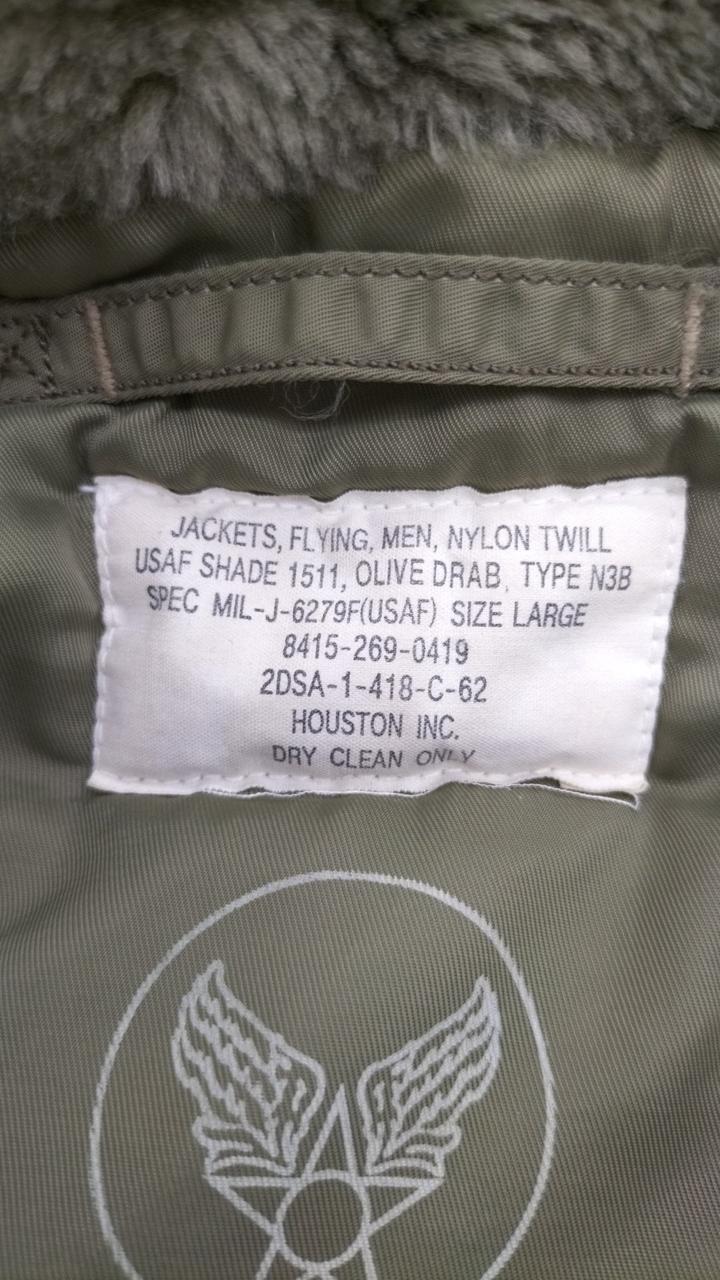 JACKETS, FLYING, MEN, NYLON TWILL
USAF SHADE 1511, OLIVE DRAB, TYPE N3B
SPEC MIL-J-6279F(USAF) SIZE LARGE
8415-269-0419
2DSA-1-418-C-62
HOUSTON INC.
DRY CLEAN ONLY